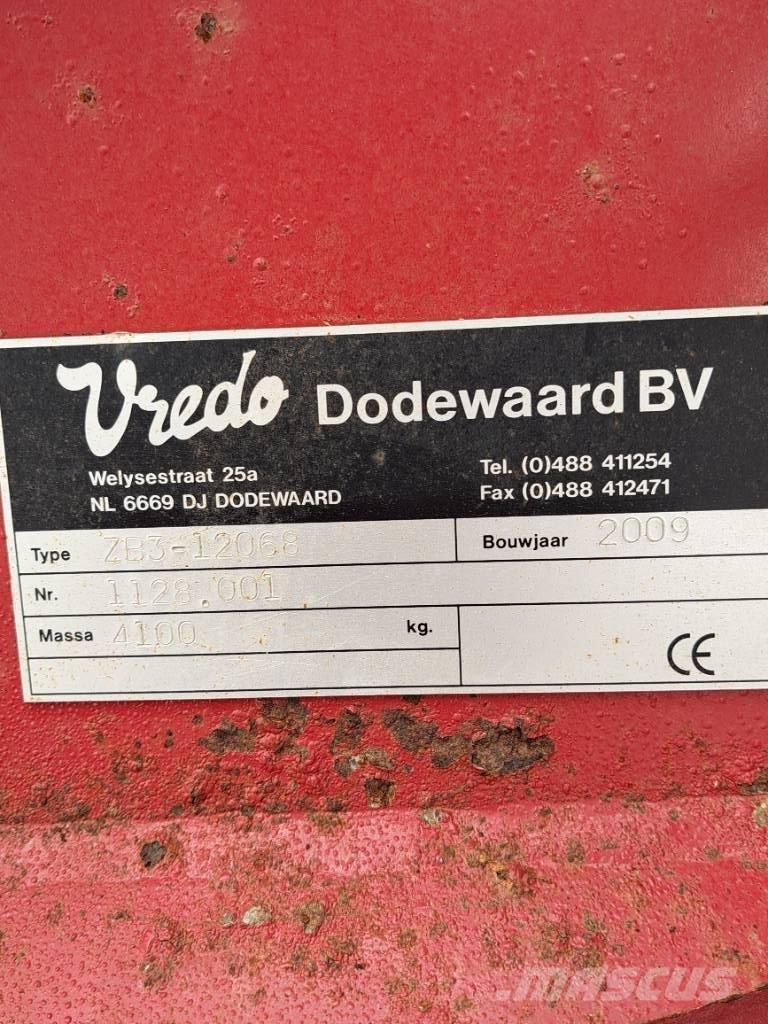 Vredo Dodewaard BV
Welysestraat 25a
NL 6669 DJ DODEWAARD
Tel. (0)488 411254
Fax (0)488 412471
Type ZB3-12068
Bouwjaar 2009
Nr. 1128.001
Massa 4100 kg.
CE
MASCUS